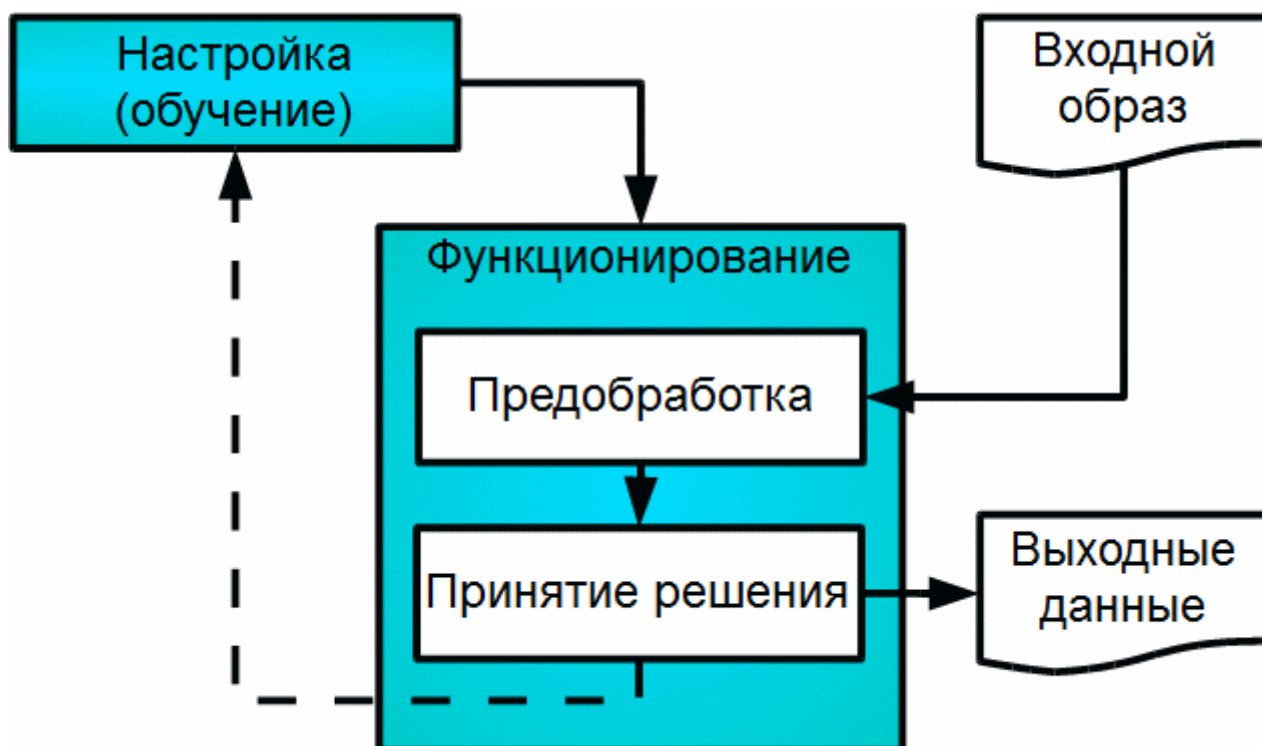 Настройка
(обучение)
Входной
образ
Функционирование
Предобработка
Принятие решения
Выходные
данные